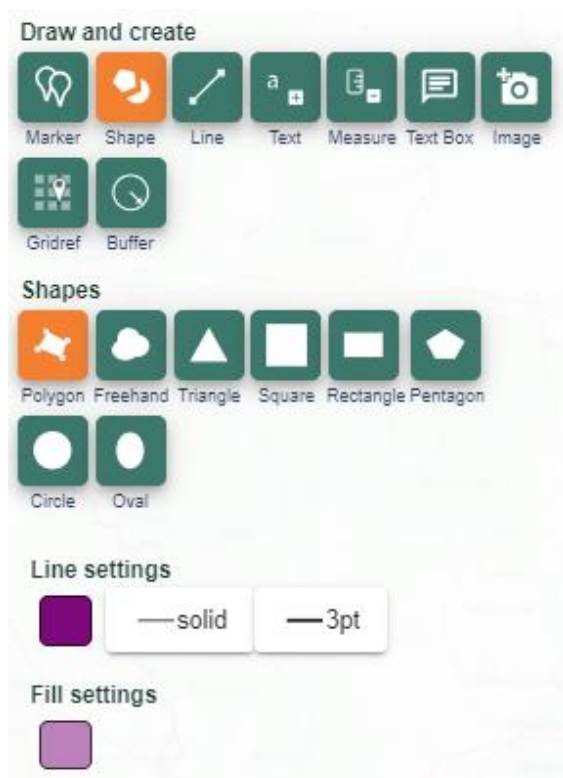 Draw and create
a
Marker Shape Line Text Measure Text Box Image
Gridref Buffer
Shapes
Polygon Freehand Triangle Square Rectangle Pentagon
Circle Oval
Line settings
solid 3pt
Fill settings